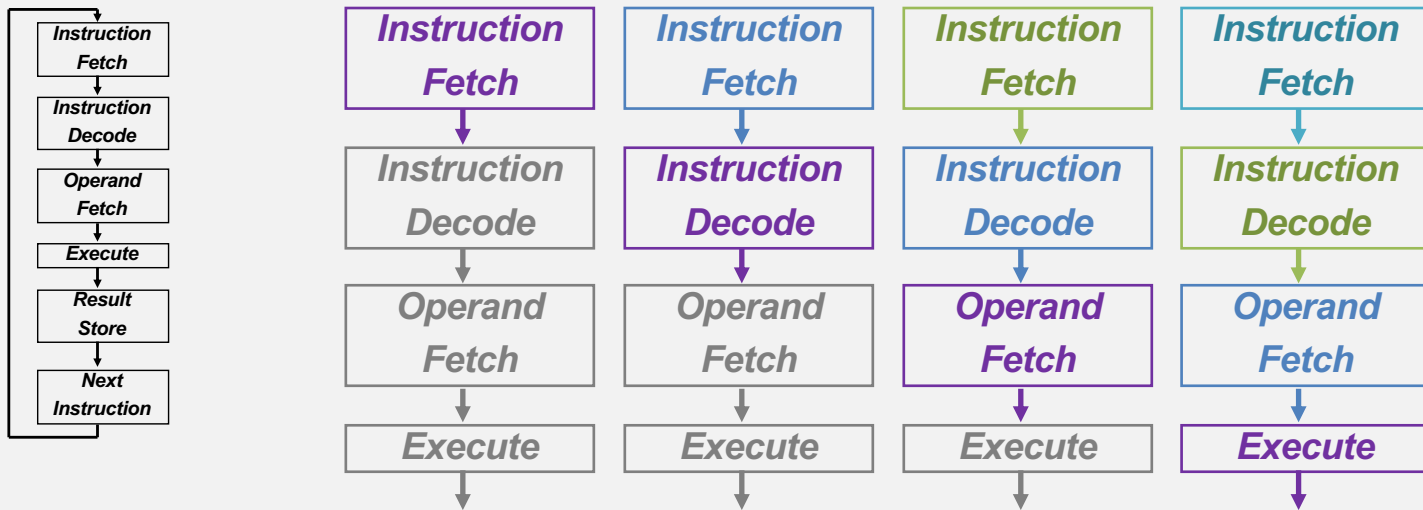 Instruction
Fetch
Instruction
Decode
Operand
Fetch
Execute
Result
Store
Next
Instruction
Instruction
Fetch
Instruction
Decode
Operand
Fetch
Execute
Instruction
Fetch
Instruction
Decode
Operand
Fetch
Execute
Instruction
Fetch
Instruction
Decode
Operand
Fetch
Execute
Instruction
Fetch
Instruction
Decode
Operand
Fetch
Execute